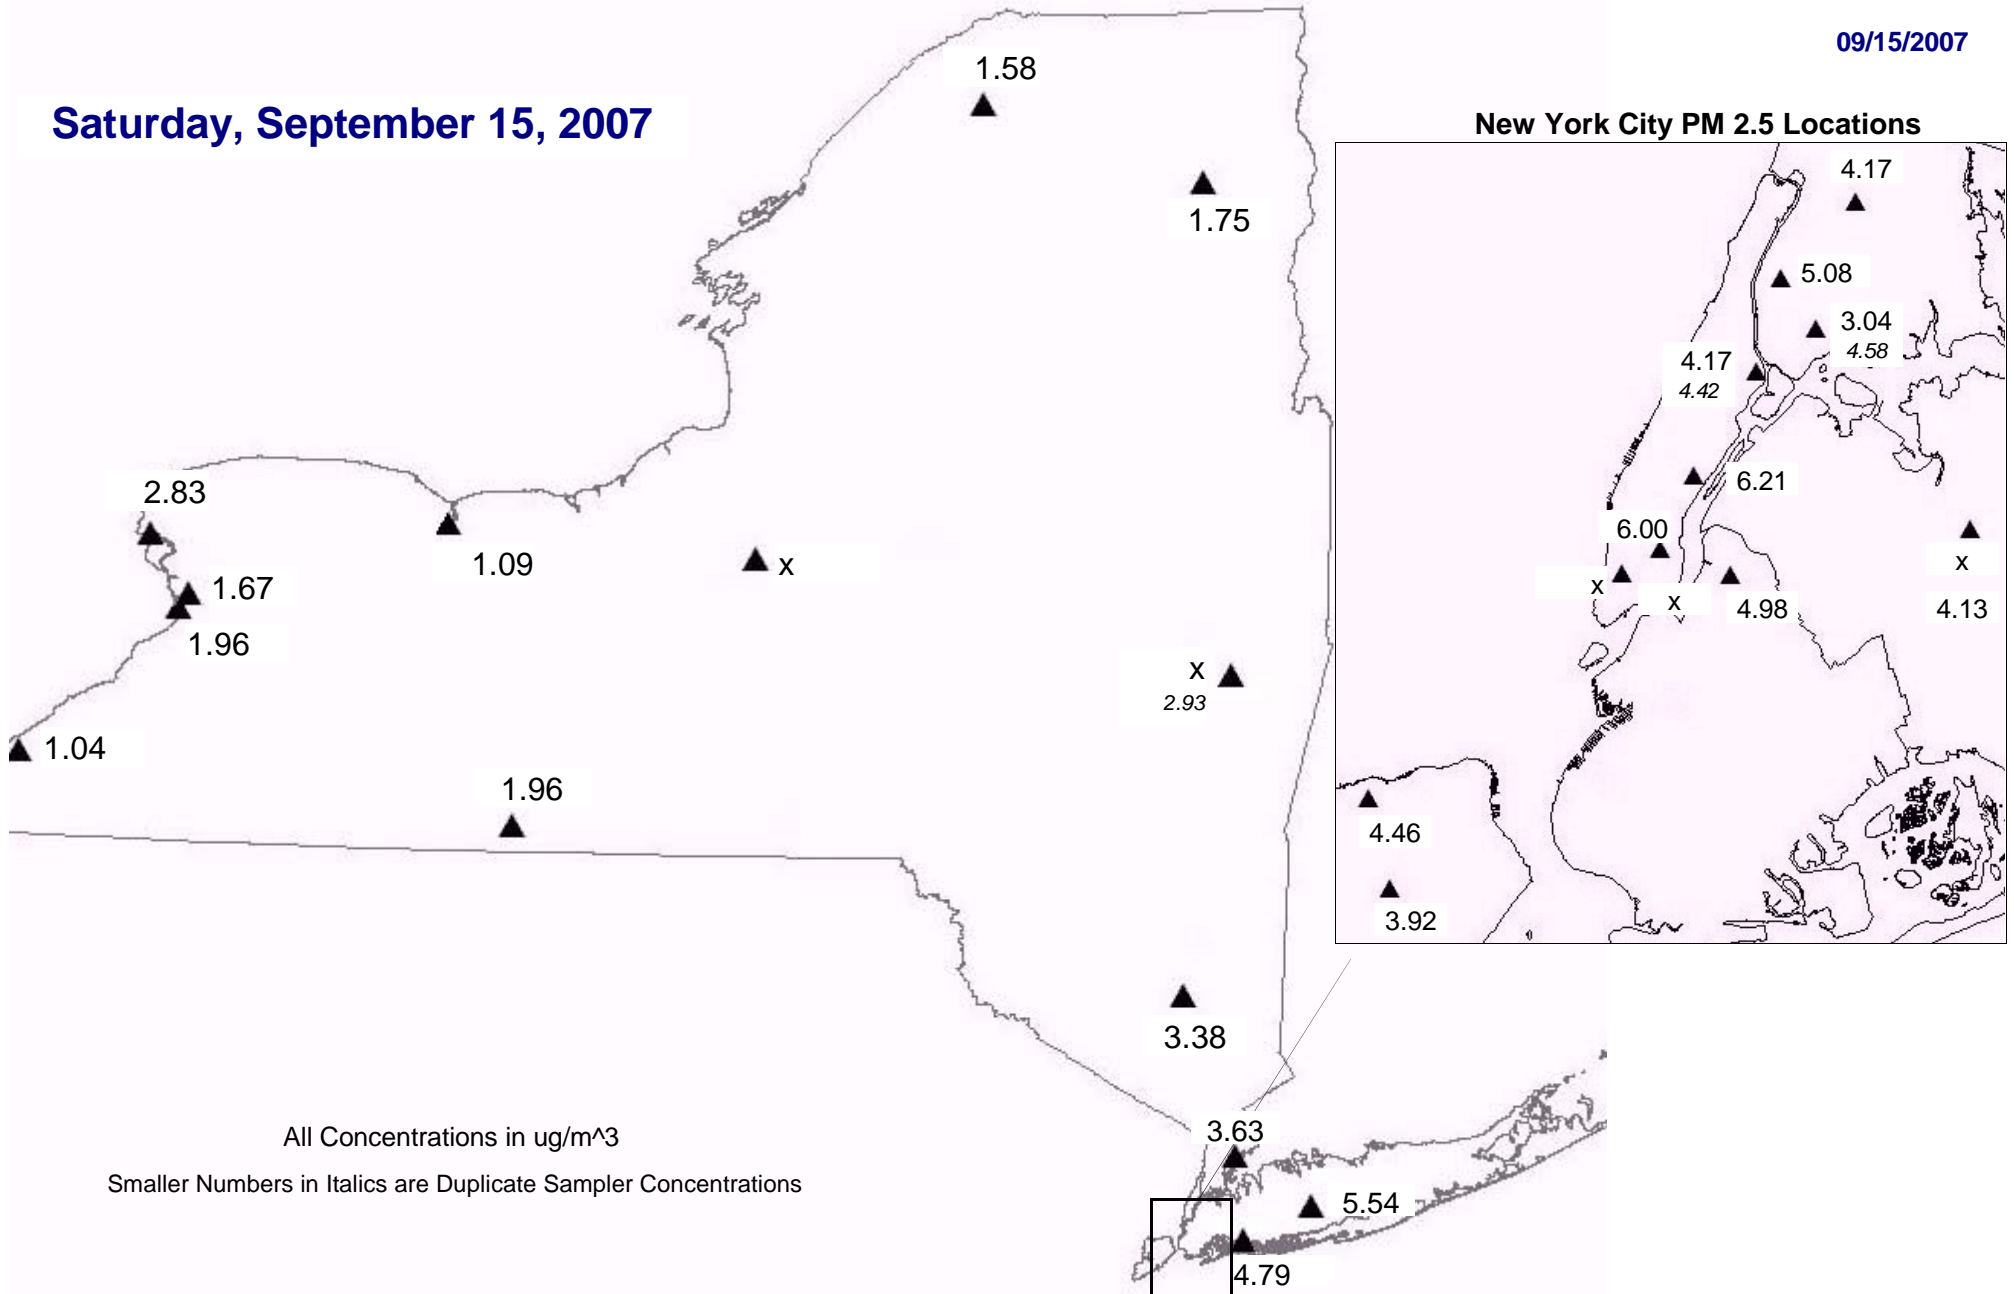 09/15/2007
Saturday, September 15, 2007
New York City PM 2.5 Locations
1.58
1.75
2.83
1.67
1.96
1.09
x
x
2.93
1.04
1.96
3.38
3.63
5.54
4.79
4.17
5.08
3.04
4.58
4.17
4.42
6.21
6.00
x
x
4.98
x
4.13
4.46
3.92
All Concentrations in ug/m^3
Smaller Numbers in Italics are Duplicate Sampler Concentrations